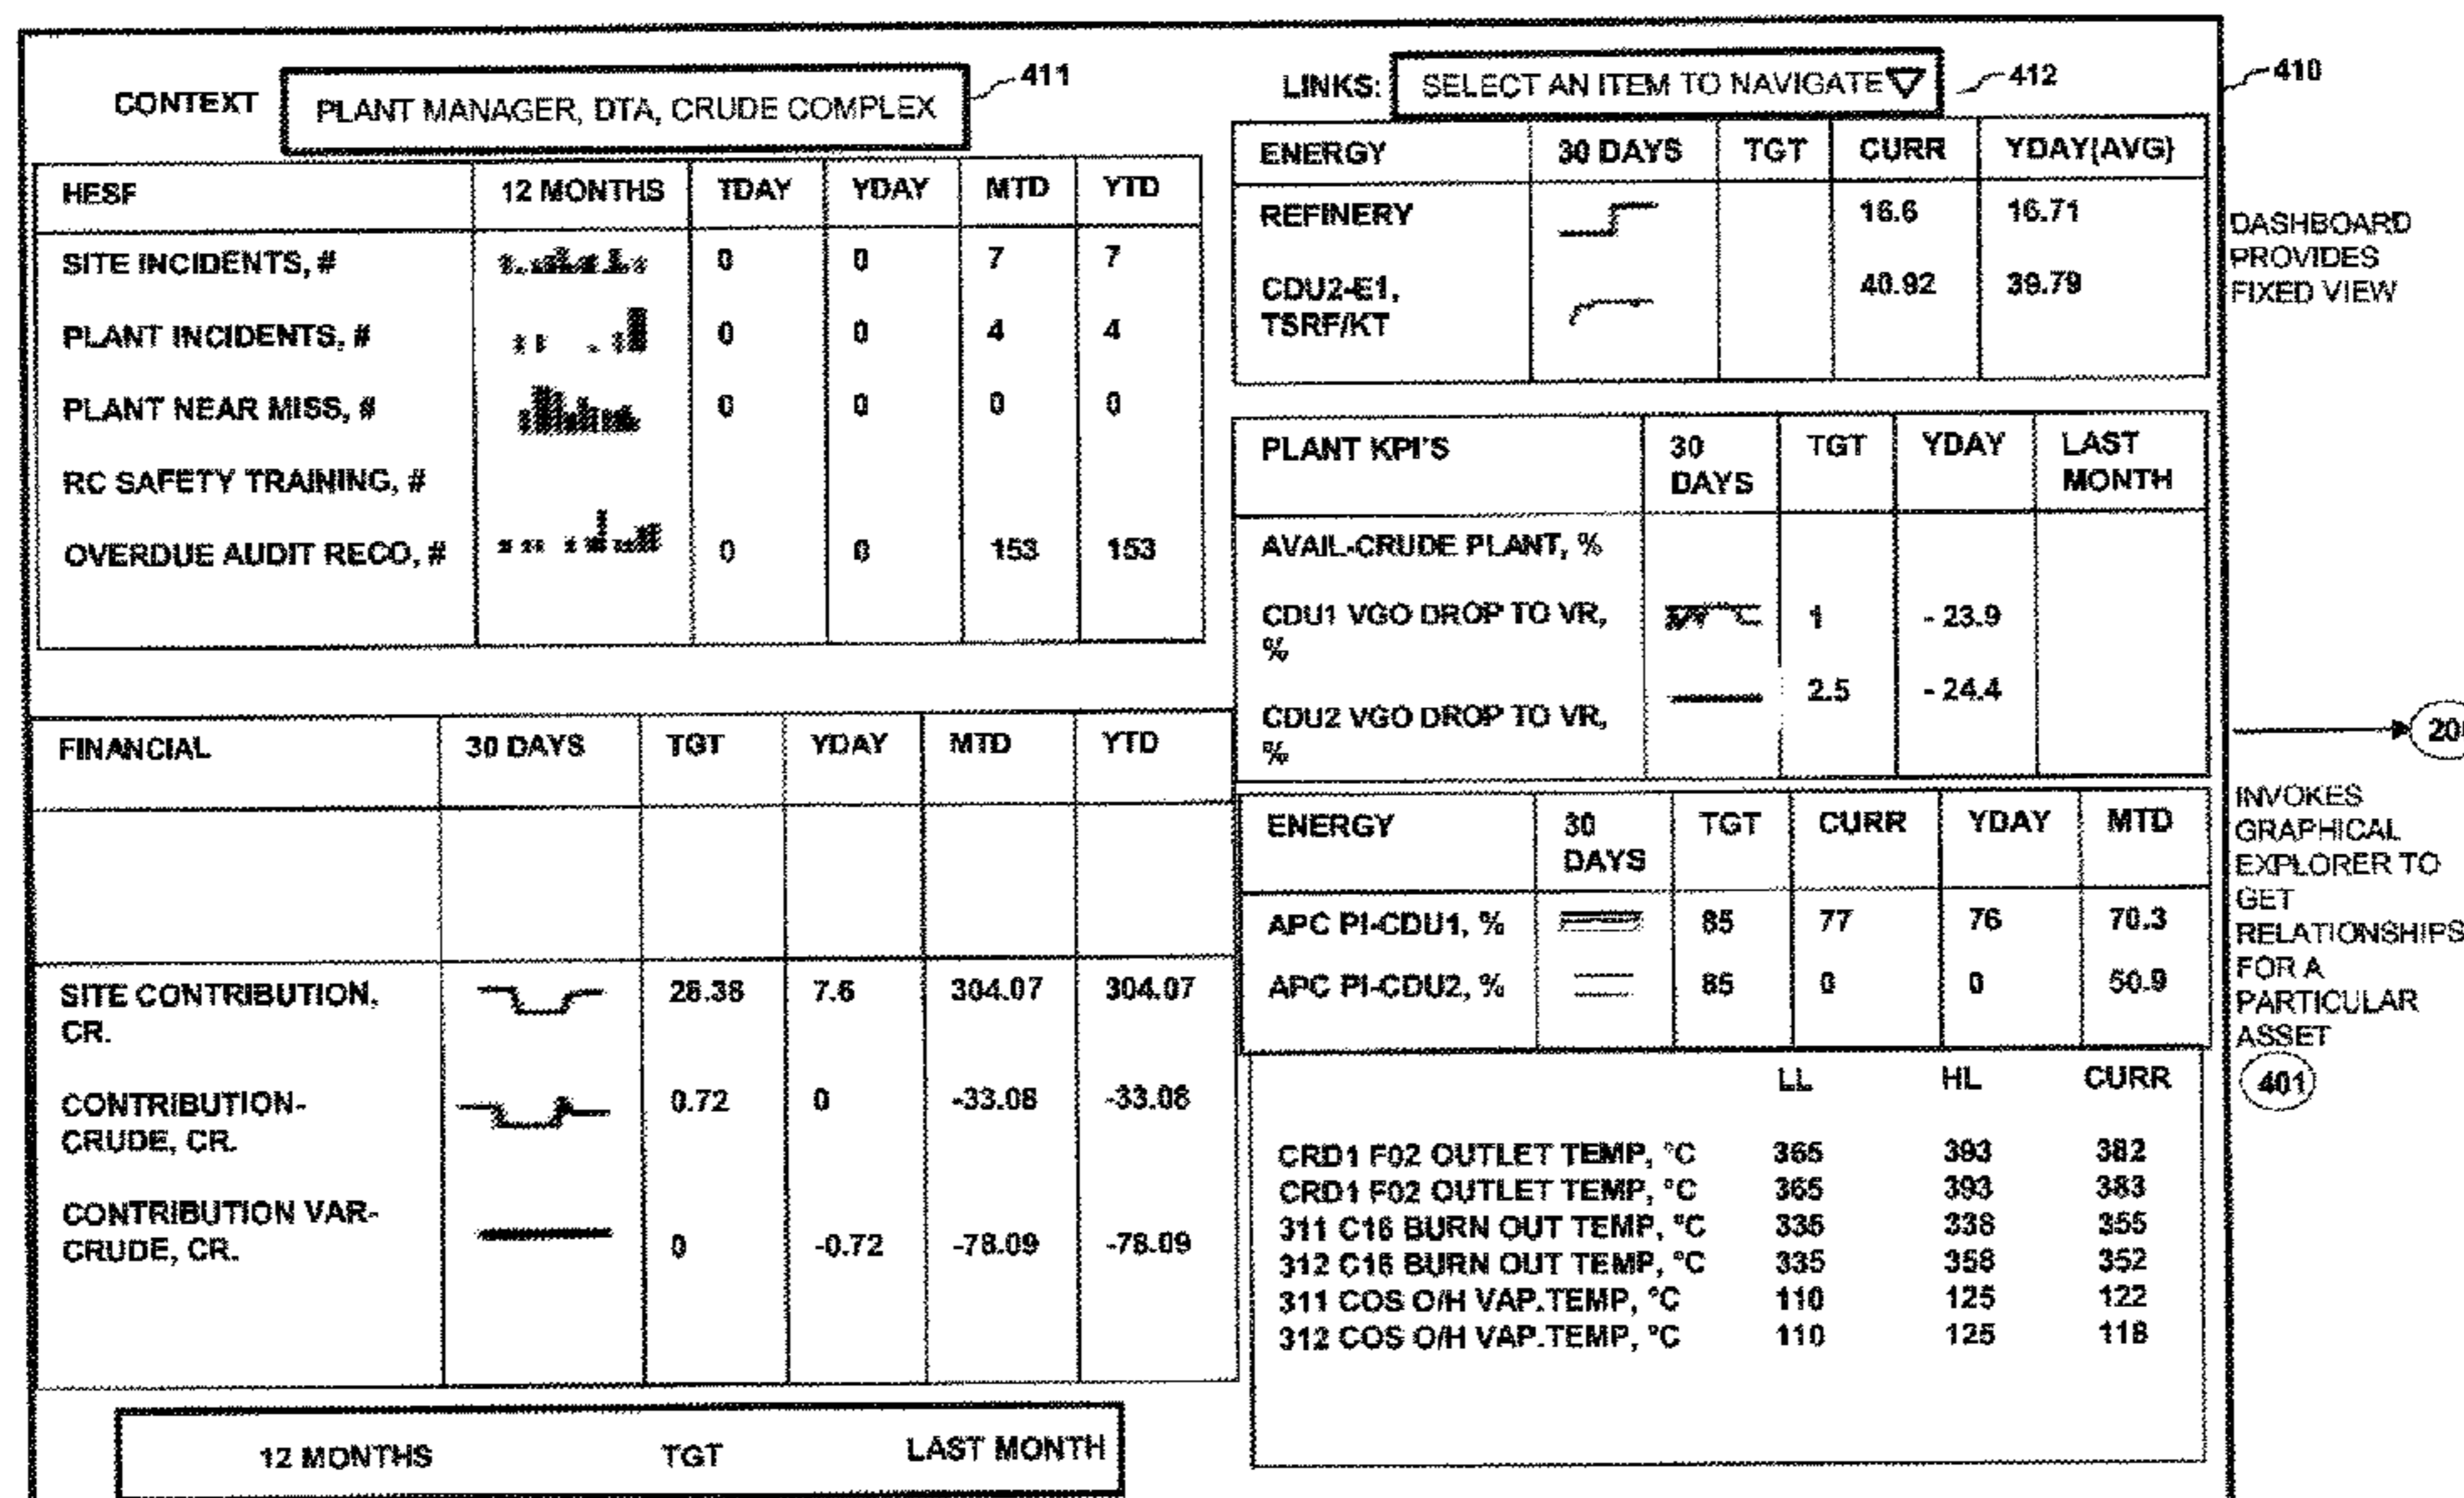 CONTEXT
PLANT MANAGER, DTA, CRUDE COMPLEX
411
LINKS:
SELECT AN ITEM TO NAVIGATE
412
410
HESF 12 MONTHS TDAY YDAY MTD YTD
SITE INCIDENTS, # 0 0 7 7
PLANT INCIDENTS, # 0 0 4 4
PLANT NEAR MISS, # 0 0 0 0
RC SAFETY TRAINING, #
OVERDUE AUDIT RECO, # 0 0 153 153
ENERGY 30 DAYS TGT CURR YDAY(AVG)
REFINERY 16.6 16.71
CDU2-E1, 40.92 39.79
TSRF/KT
DASHBOARD
PROVIDES
FIXED VIEW
PLANT KPI'S 30 TGT YDAY LAST
DAYS MONTH
AVAIL-CRUDE PLANT, %
CDU1 VGO DROP TO VR, 1 - 23.9
%
CDU2 VGO DROP TO VR, 2.5 - 24.4
%
FINANCIAL 30 DAYS TGT YDAY MTD YTD
SITE CONTRIBUTION, 28.38 7.6 304.07 304.07
CR.
CONTRIBUTION- 0.72 0 -33.08 -33.08
CRUDE, CR.
CONTRIBUTION VAR-
CRUDE, CR. 0 -0.72 -78.09 -78.09
ENERGY 30 TGT CURR YDAY MTD
DAYS
APC PI-CDU1, % 85 77 76 70.3
APC PI-CDU2, % 85 0 0 50.9
INVOKES
GRAPHICAL
EXPLORER TO
GET
RELATIONSHIPS
FOR A
PARTICULAR
ASSET
401
LL HL CURR
CRD1 F02 OUTLET TEMP, °C 365 393 382
CRD1 F02 OUTLET TEMP, °C 365 393 383
311 C16 BURN OUT TEMP, °C 335 338 355
312 C16 BURN OUT TEMP, °C 335 358 352
311 COS O/H VAP.TEMP, °C 110 125 122
312 COS O/H VAP.TEMP, °C 110 125 118
12 MONTHS TGT LAST MONTH